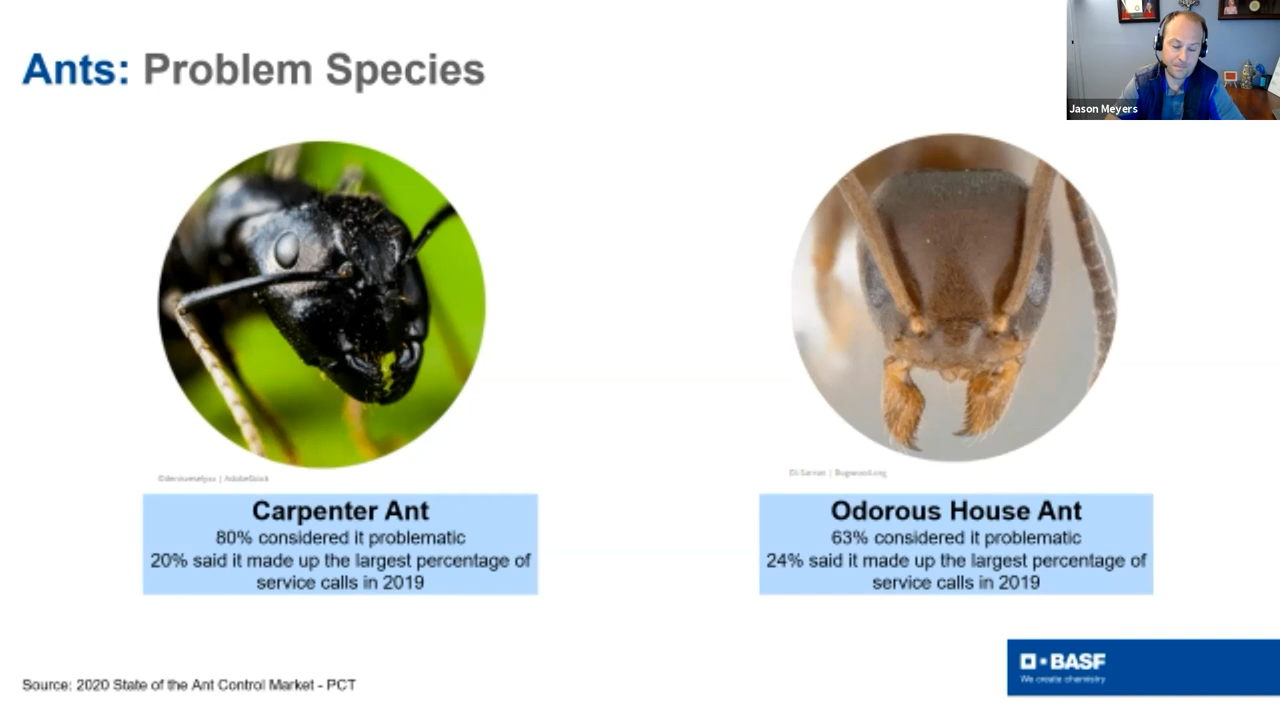 Ants: Problem Species
Jason Meyers
| AdobeStock
| Bugwood.org
Carpenter Ant
80% considered it problematic
20% said it made up the largest percentage of
service calls in 2019
Odorous House Ant
63% considered it problematic
24% said it made up the largest percentage of
service calls in 2019
BASF
We create chemistry
Source: 2020 State of the Ant Control Market - PCT